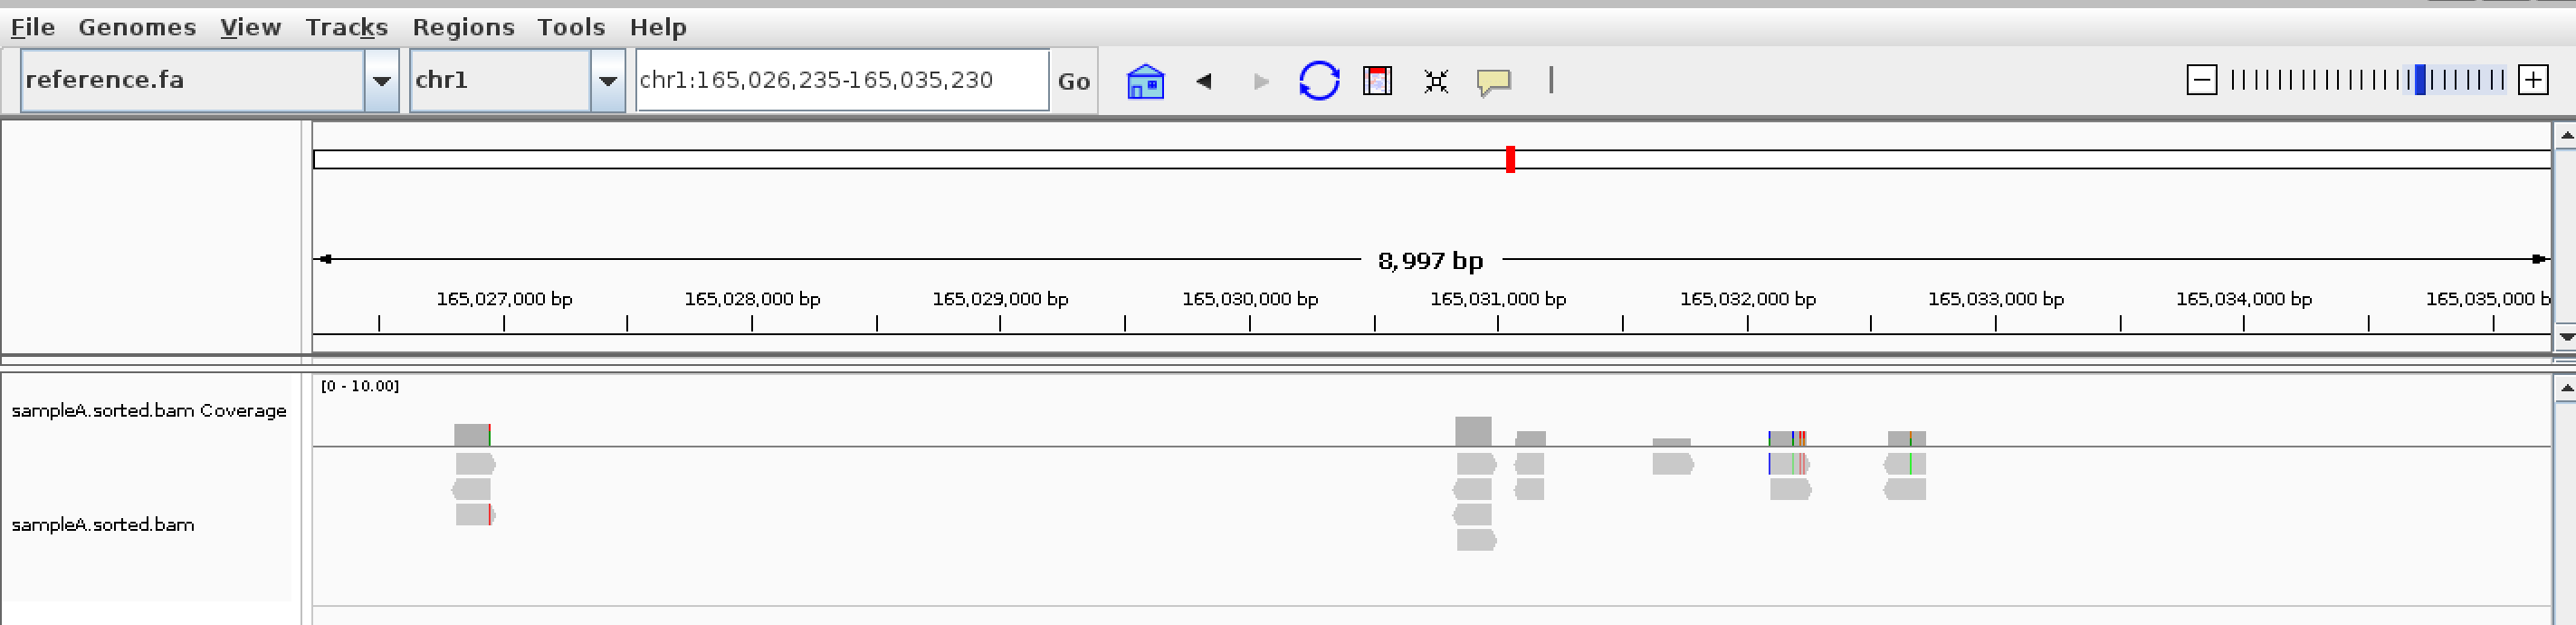 File Genomes View Tracks Regions Tools Help
reference.fa chr1 chr1:165,026,235-165,035,230 Go
8,997 bp
165,027,000 bp 165,028,000 bp 165,029,000 bp 165,030,000 bp 165,031,000 bp 165,032,000 bp 165,033,000 bp 165,034,000 bp 165,035,000 b
[0 - 10.00]
sampleA.sorted.bam Coverage
sampleA.sorted.bam